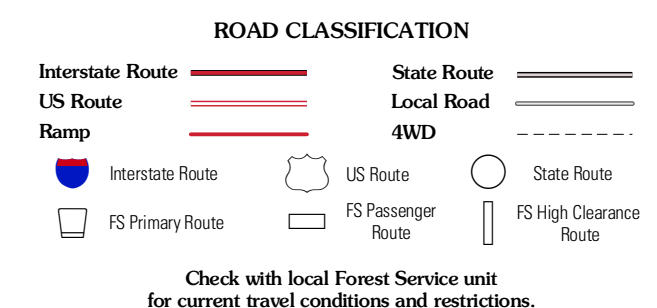 ROAD CLASSIFICATION
Interstate Route
State Route
US Route
Local Road
Ramp
4WD
Interstate Route
US Route
State Route
FS Primary Route
FS Passenger
Route
FS High Clearance
Route
Check with local Forest Service unit
for current travel conditions and restrictions.